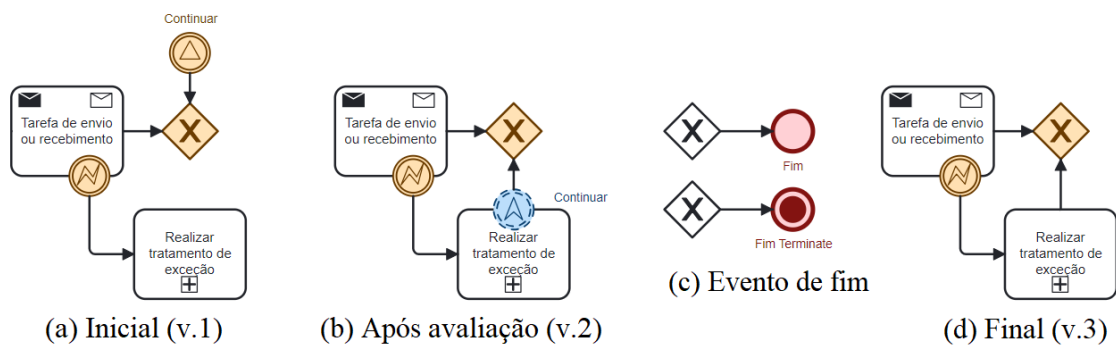 Continuar
Tarefa de envio
ou recebimento
Realizar
tratamento de
exceção
(a) Inicial (v.1)
Tarefa de envio
ou recebimento
Continuar
Realizar
tratamento de
exceção
(b) Após avaliação (v.2)
X
Fim
X
Fim Terminate
(c) Evento de fim
Tarefa de envio
ou recebimento
Realizar
tratamento de
exceção
(d) Final (v.3)